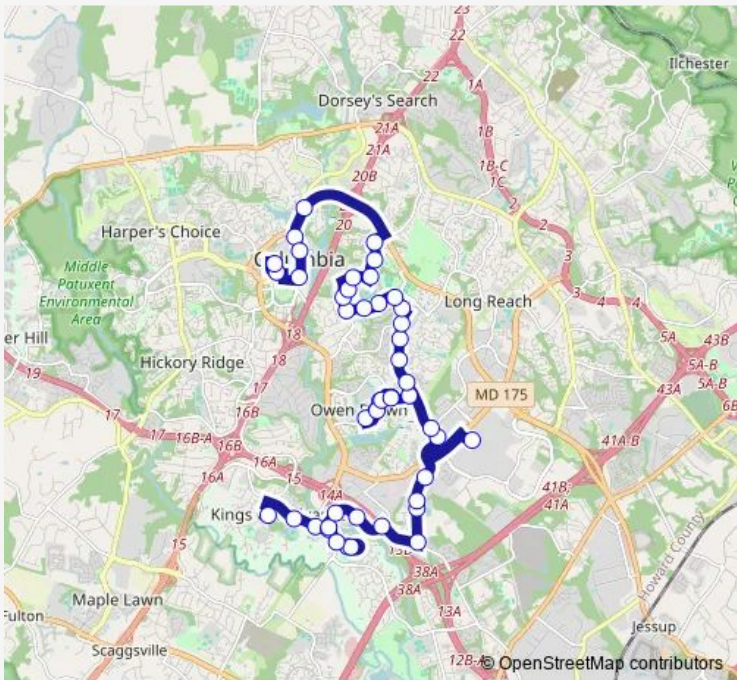 23
22
Ilchester
22
1A
Dorsey's Search
21A
1B
21A
1B-C
20B
1C
2
20
2
Harper's Choice
3
Columbia
3
Middle
Patuxent
Environmental
Area
4
4
Long Reach
18
5A
43B
er Hill
18
Hickory Ridge
5A-B
5A-B
43A
19
17
MD 175
17
16B
6B
Owen Brown
17
16B-A
16B
41A-B
16A
16A
15
14A
41B;
41A
Kings
15
13B
38A
38A
Howard County
Maple Lawn
13A
Fulton
Jessup
Scaggsville
12B-A
© OpenStreetMap contributors